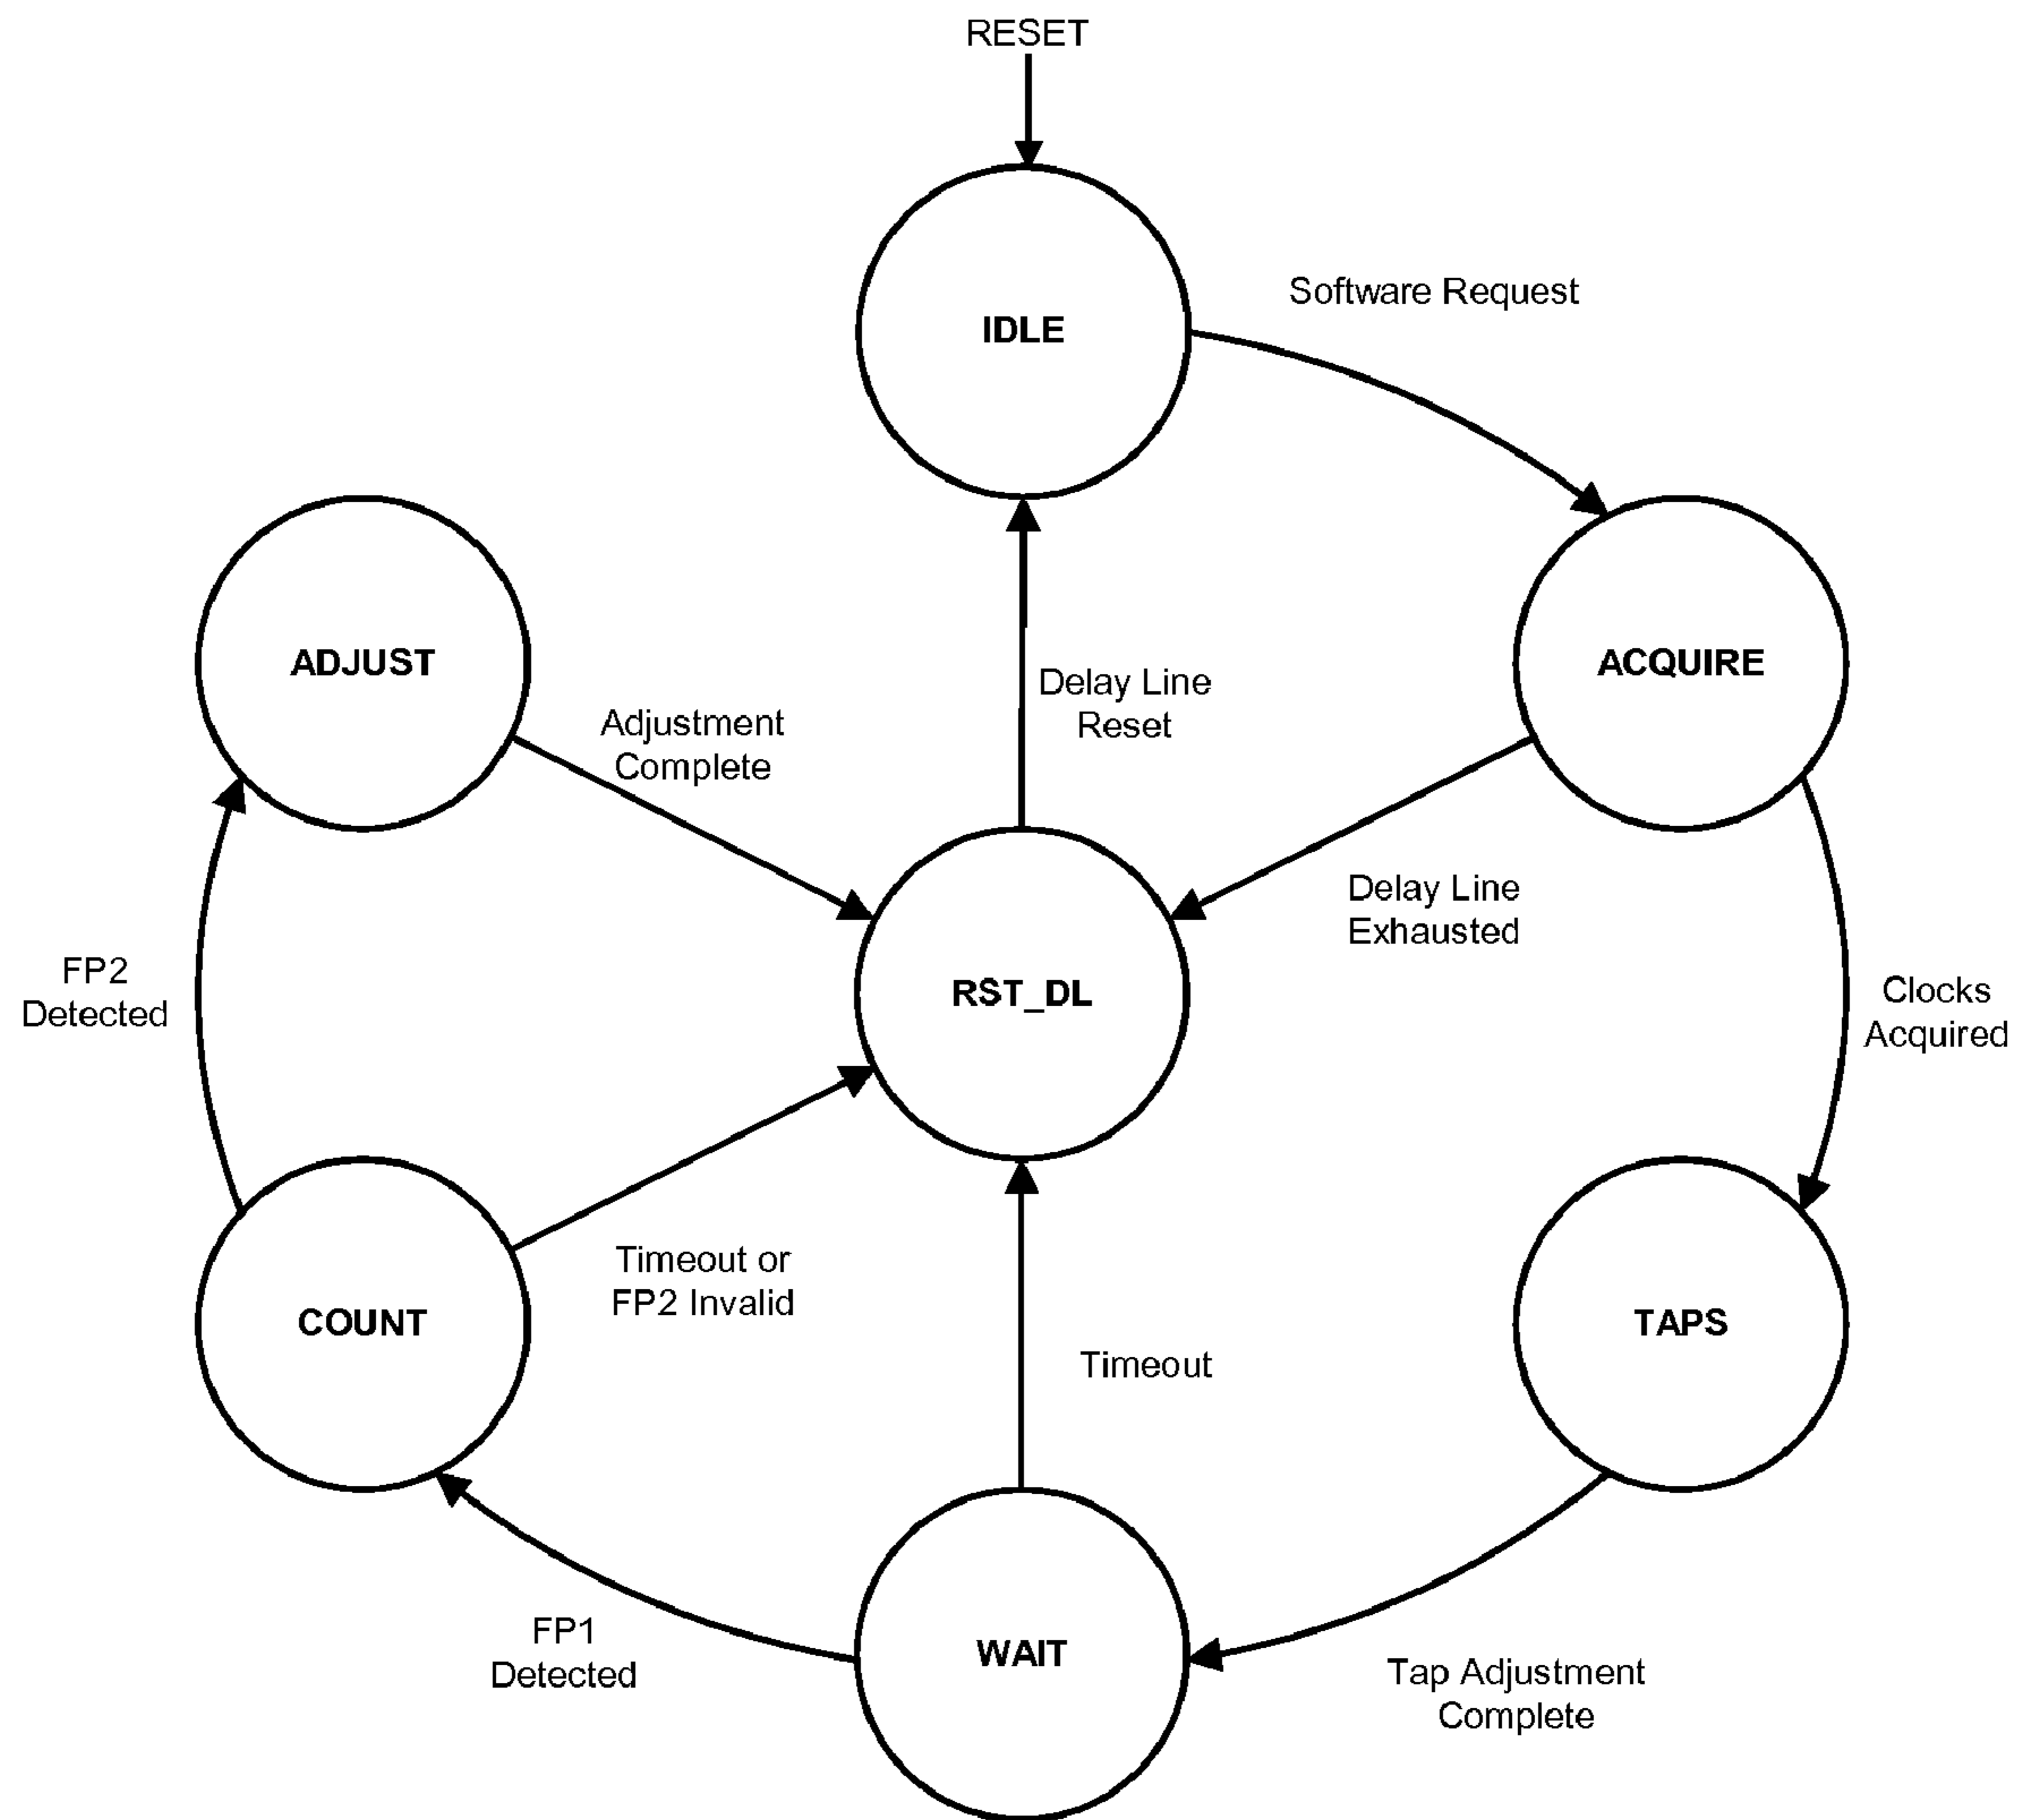 RESET
Software Request
IDLE
ADJUST
ACQUIRE
Delay Line
Reset
Adjustment
Complete
Delay Line
Exhausted
FP2
Detected
RST_DL
Clocks
Acquired
Timeout or
FP2 Invalid
COUNT
TAPS
Timeout
FP1
Detected
WAIT
Tap Adjustment
Complete